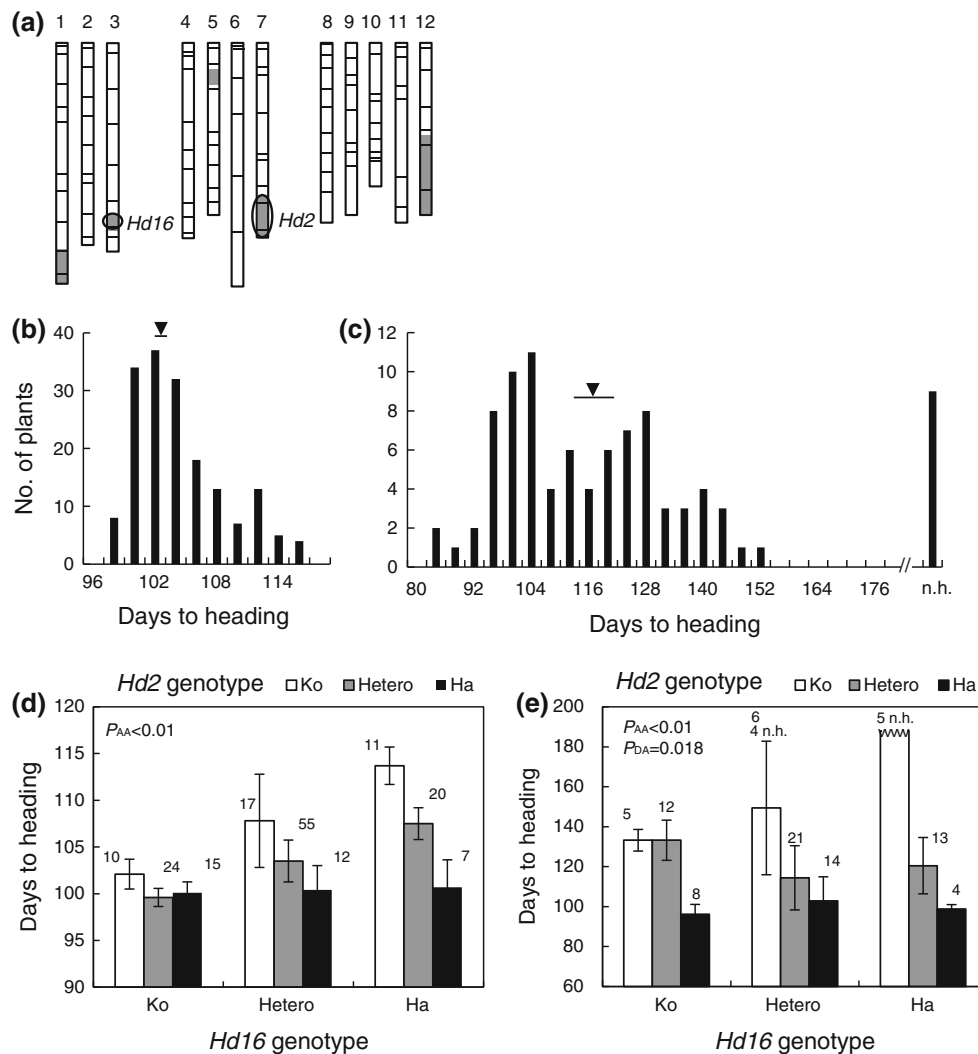 (a)
1 2 3 4 5 6 7 8 9 10 11 12
Hd16
Hd2
(b)
No. of plants
40
30
20
10
0
96 102 108 114
Days to heading
(c)
12
10
8
6
4
2
0
80 92 104 116 128 140 152 164 176 n.h.
Days to heading
(d)
Hd2 genotype Ko Hetero Ha
Days to heading
120
115
110
105
100
95
90
PAA<0.01
10 24 15
17 55 12
11 20 7
Ko Hetero Ha
Hd16 genotype
(e)
Hd2 genotype Ko Hetero Ha
Days to heading
200
180
160
140
120
100
80
60
PAA<0.01
PDA=0.018
5 12 8
6
4 n.h.
21 14
5 n.h.
13 4
Ko Hetero Ha
Hd16 genotype